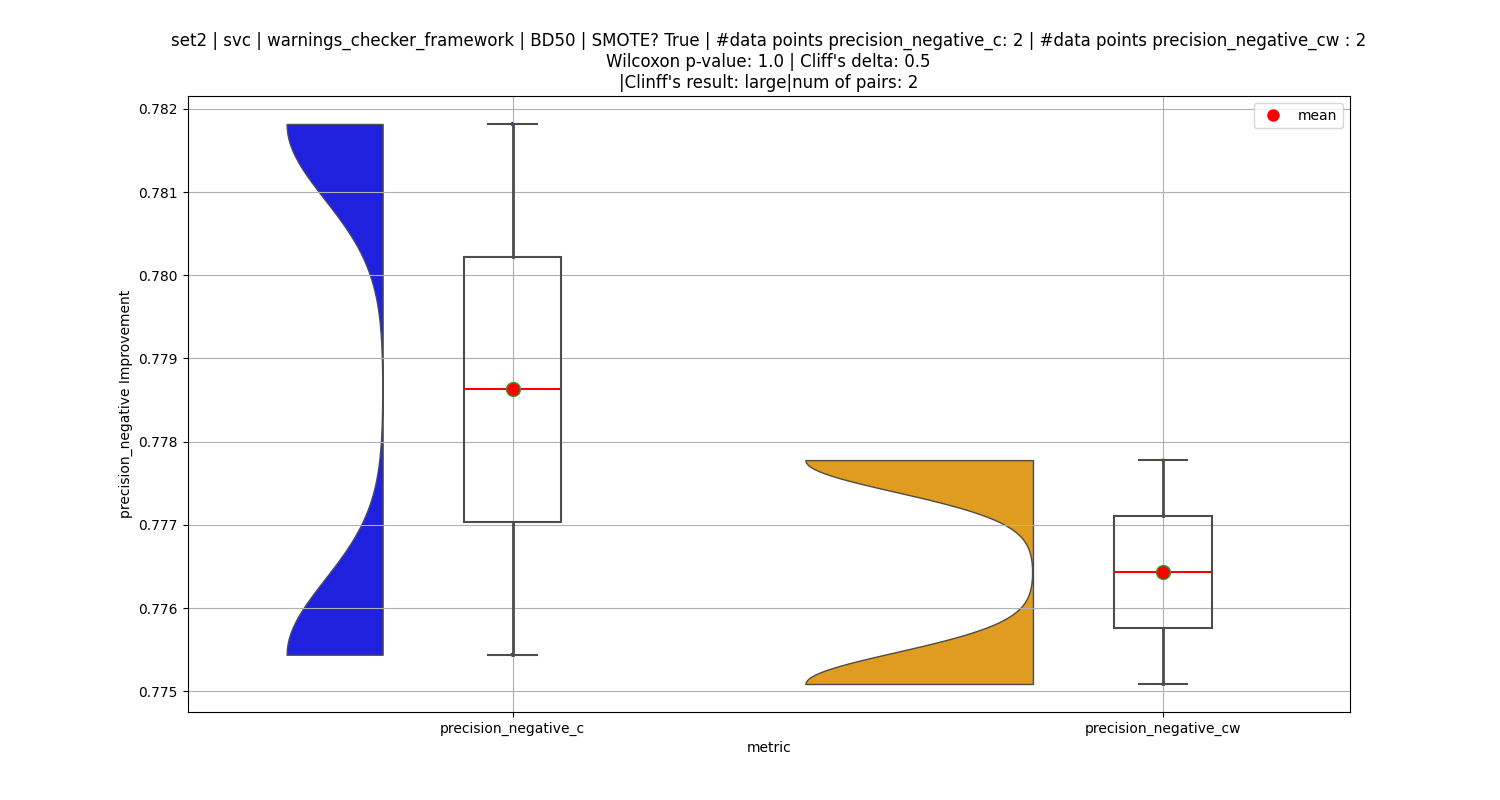 set2 | svc | warnings_checker_framework | BD50 | SMOTE? True | #data points precision_negative_c: 2 | #data points precision_negative_cw : 2
Wilcoxon p-value: 1.0 | Cliff's delta: 0.5
|Clinff's result: large|num of pairs: 2
mean
0.782
0.781
0.780
0.779
0.778
0.777
0.776
0.775
precision_negative Improvement
precision_negative_c
precision_negative_cw
metric